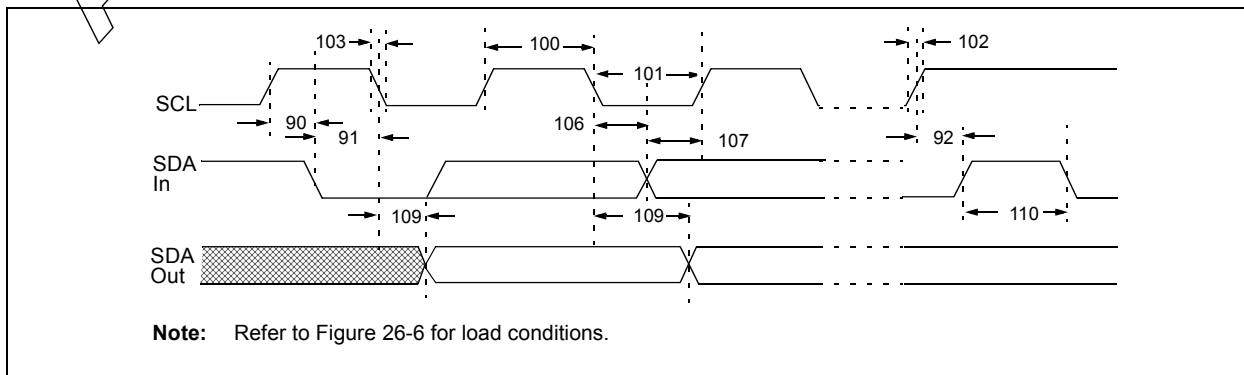 103
100
102
101
SCL
90
91
106
107
92
SDA
In
109
109
110
SDA
Out
Note: Refer to Figure 26-6 for load conditions.